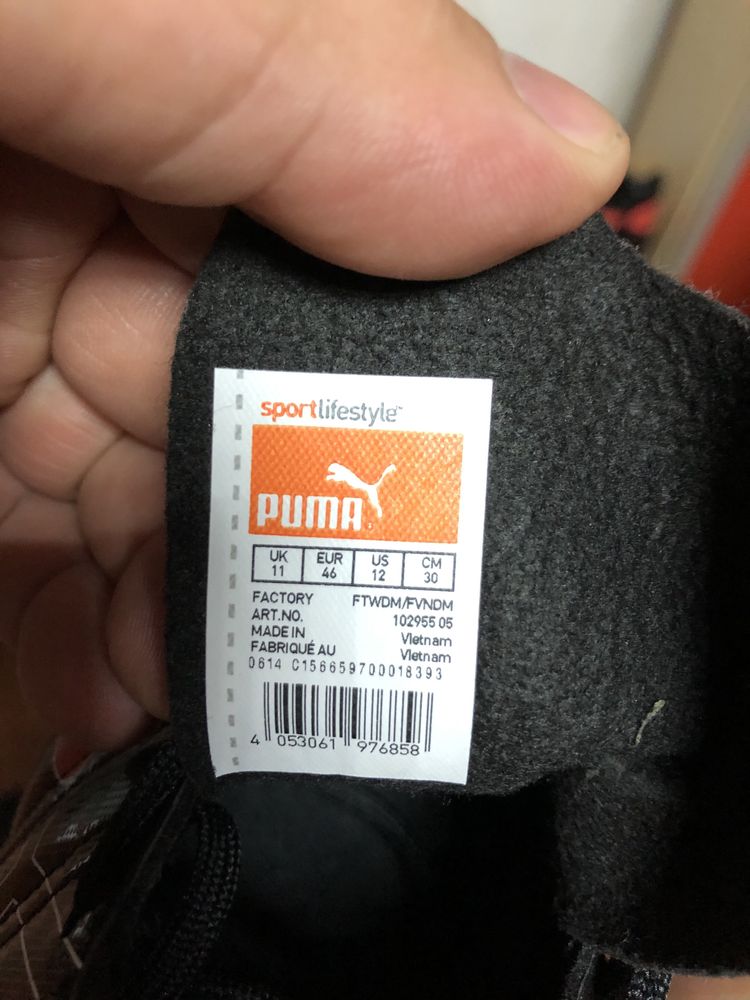 sportlifestyle™
PUMA
UK EUR US CM
11 46 12 30
FACTORY FTWDM/FVNDM
ART.NO. 102955 05
MADE IN Vietnam
FABRIQUÉ AU Vietnam
0614 C156659700018393
4 053061 976858